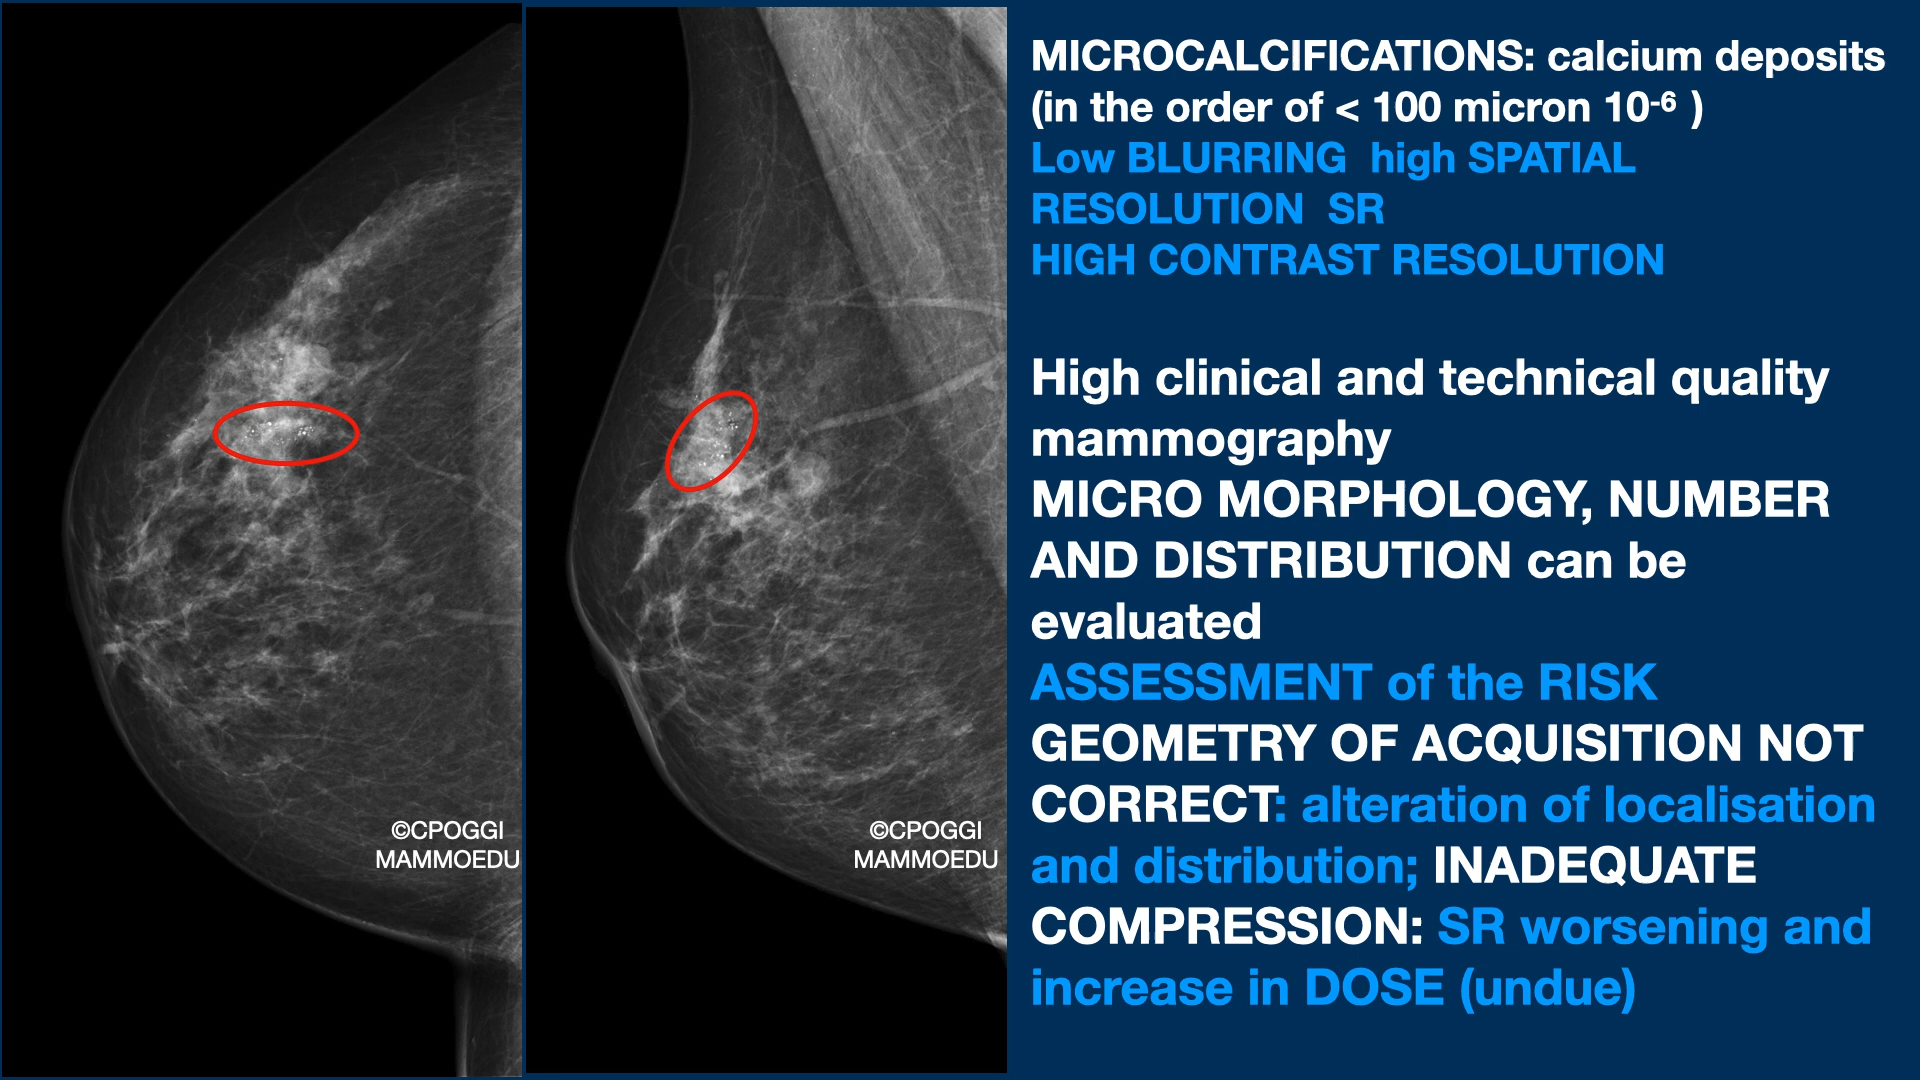 MICROCALCIFICATIONS: calcium deposits
(in the order of < 100 micron 10⁻⁶ )
Low BLURRING high SPATIAL
RESOLUTION SR
HIGH CONTRAST RESOLUTION
High clinical and technical quality
mammography
MICRO MORPHOLOGY, NUMBER
AND DISTRIBUTION can be
evaluated
ASSESSMENT of the RISK
GEOMETRY OF ACQUISITION NOT
CORRECT: alteration of localisation
and distribution; INADEQUATE
COMPRESSION: SR worsening and
increase in DOSE (undue)
©CPOGGI
MAMMOEDU
©CPOGGI
MAMMOEDU